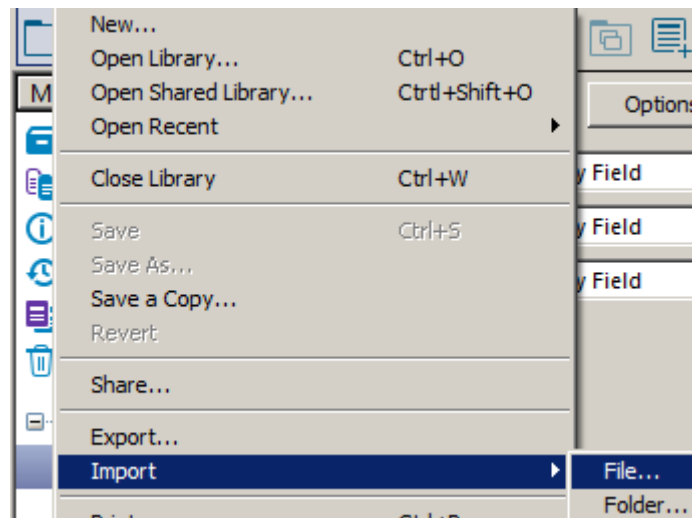 New...
Open Library... Ctrl+O
M
Open Shared Library... Ctrtl+Shift+O
Options
Open Recent
y Field
Close Library Ctrl+W
y Field
Save Ctrl+S
Save As...
y Field
Save a Copy...
Revert
Share...
Export...
Import
File...
Folder...